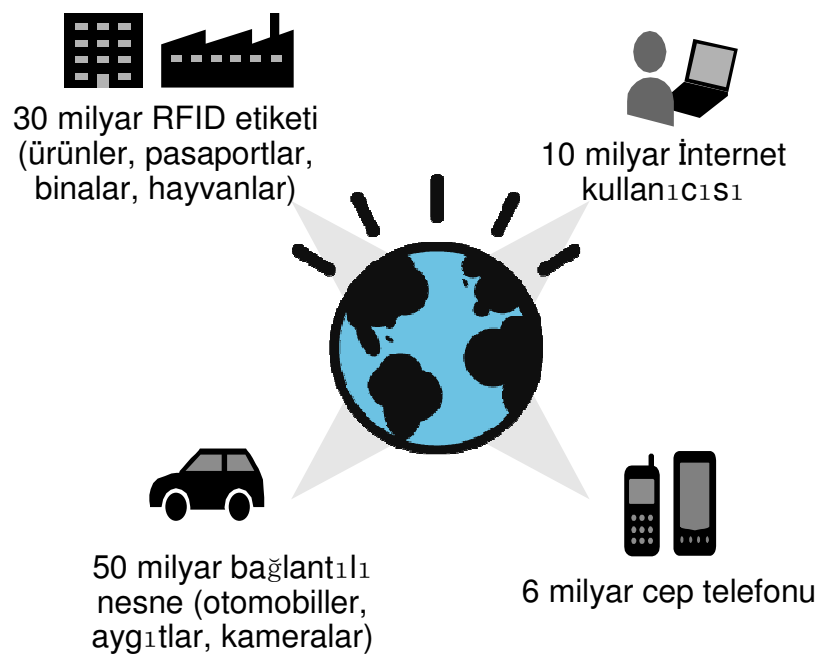 30 milyar RFID etiketi
(ürünler, pasaportlar,
binalar, hayvanlar)
10 milyar İnternet
kullanıcısı
50 milyar bağlantılı
nesne (otomobiller,
aygıtlar, kameralar)
6 milyar cep telefonu